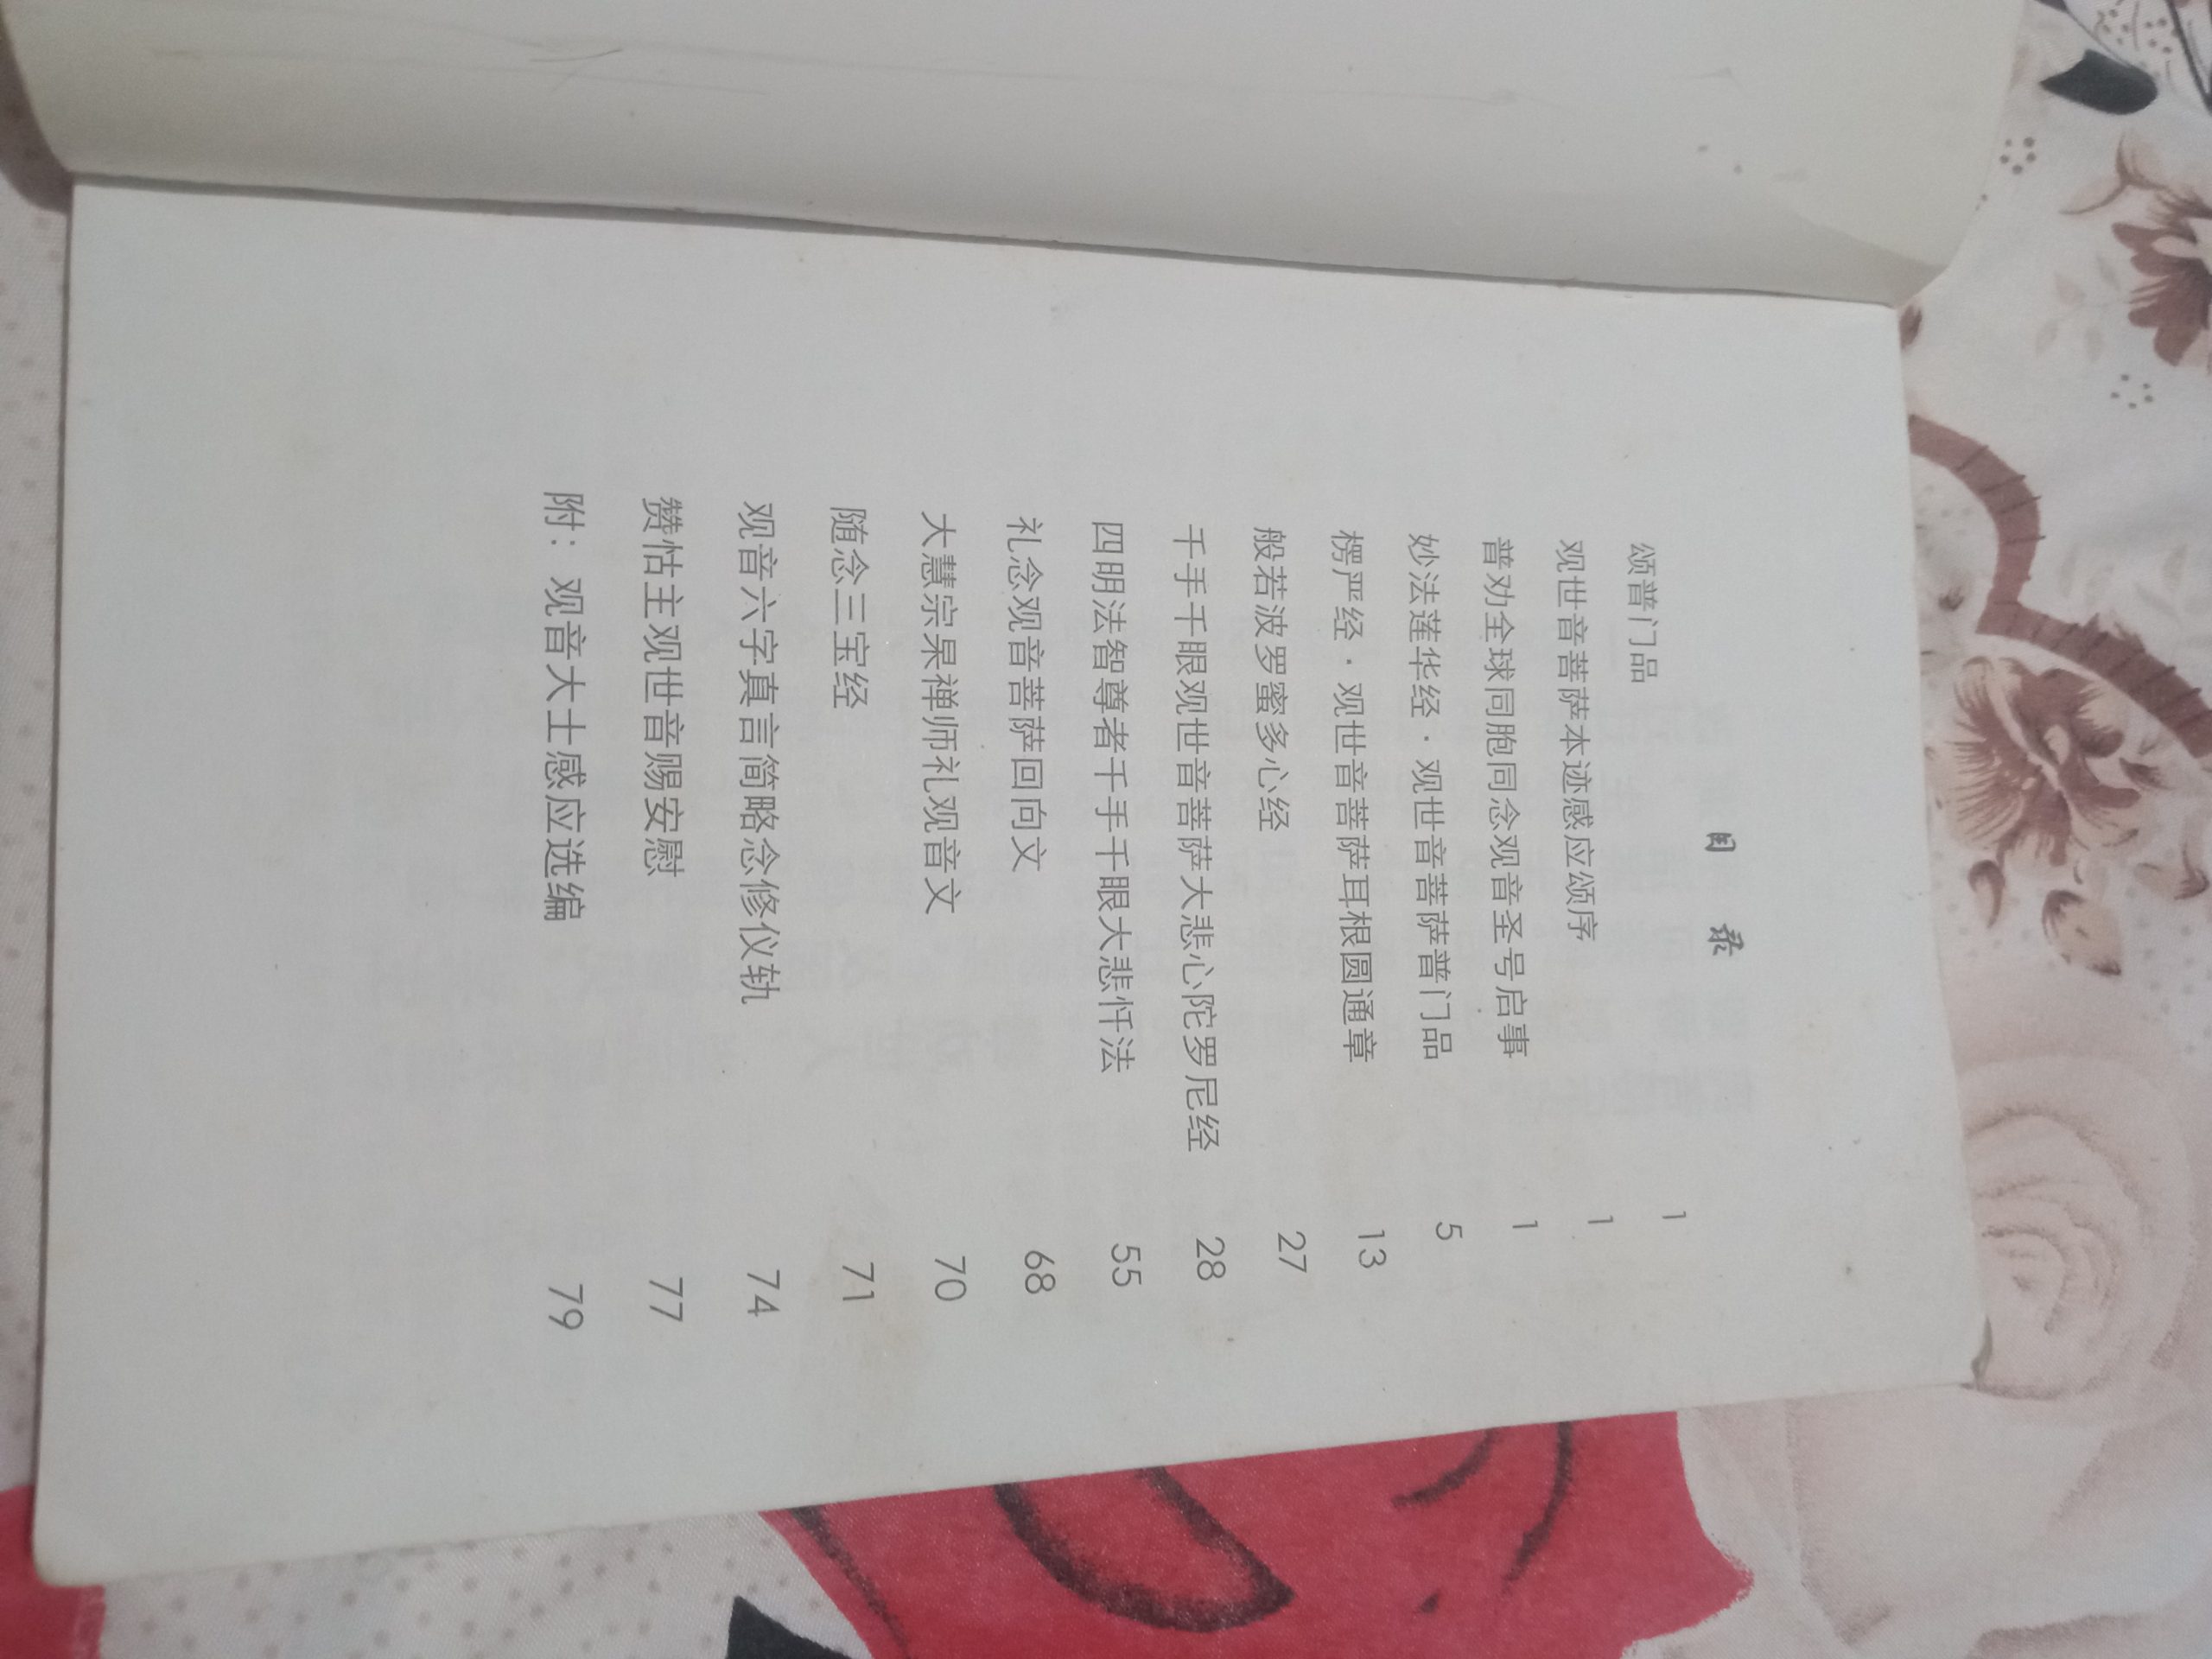 目 录
颂普门品 1
观世音菩萨本迹感应颂序 1
普劝全球同胞同念观音圣号启事 1
妙法莲华经·观世音菩萨普门品 5
楞严经·观世音菩萨耳根圆通章 13
般若波罗蜜多心经 27
千手千眼观世音菩萨大悲心陀罗尼经 28
四明法智尊者千手千眼大悲忏法 55
礼念观音菩萨回向文 68
大慧宗杲禅师礼观音文 70
随念三宝经 71
观音六字真言简略念修仪轨 74
赞怙主观世音赐安慰 77
附：观音大士感应选编 79